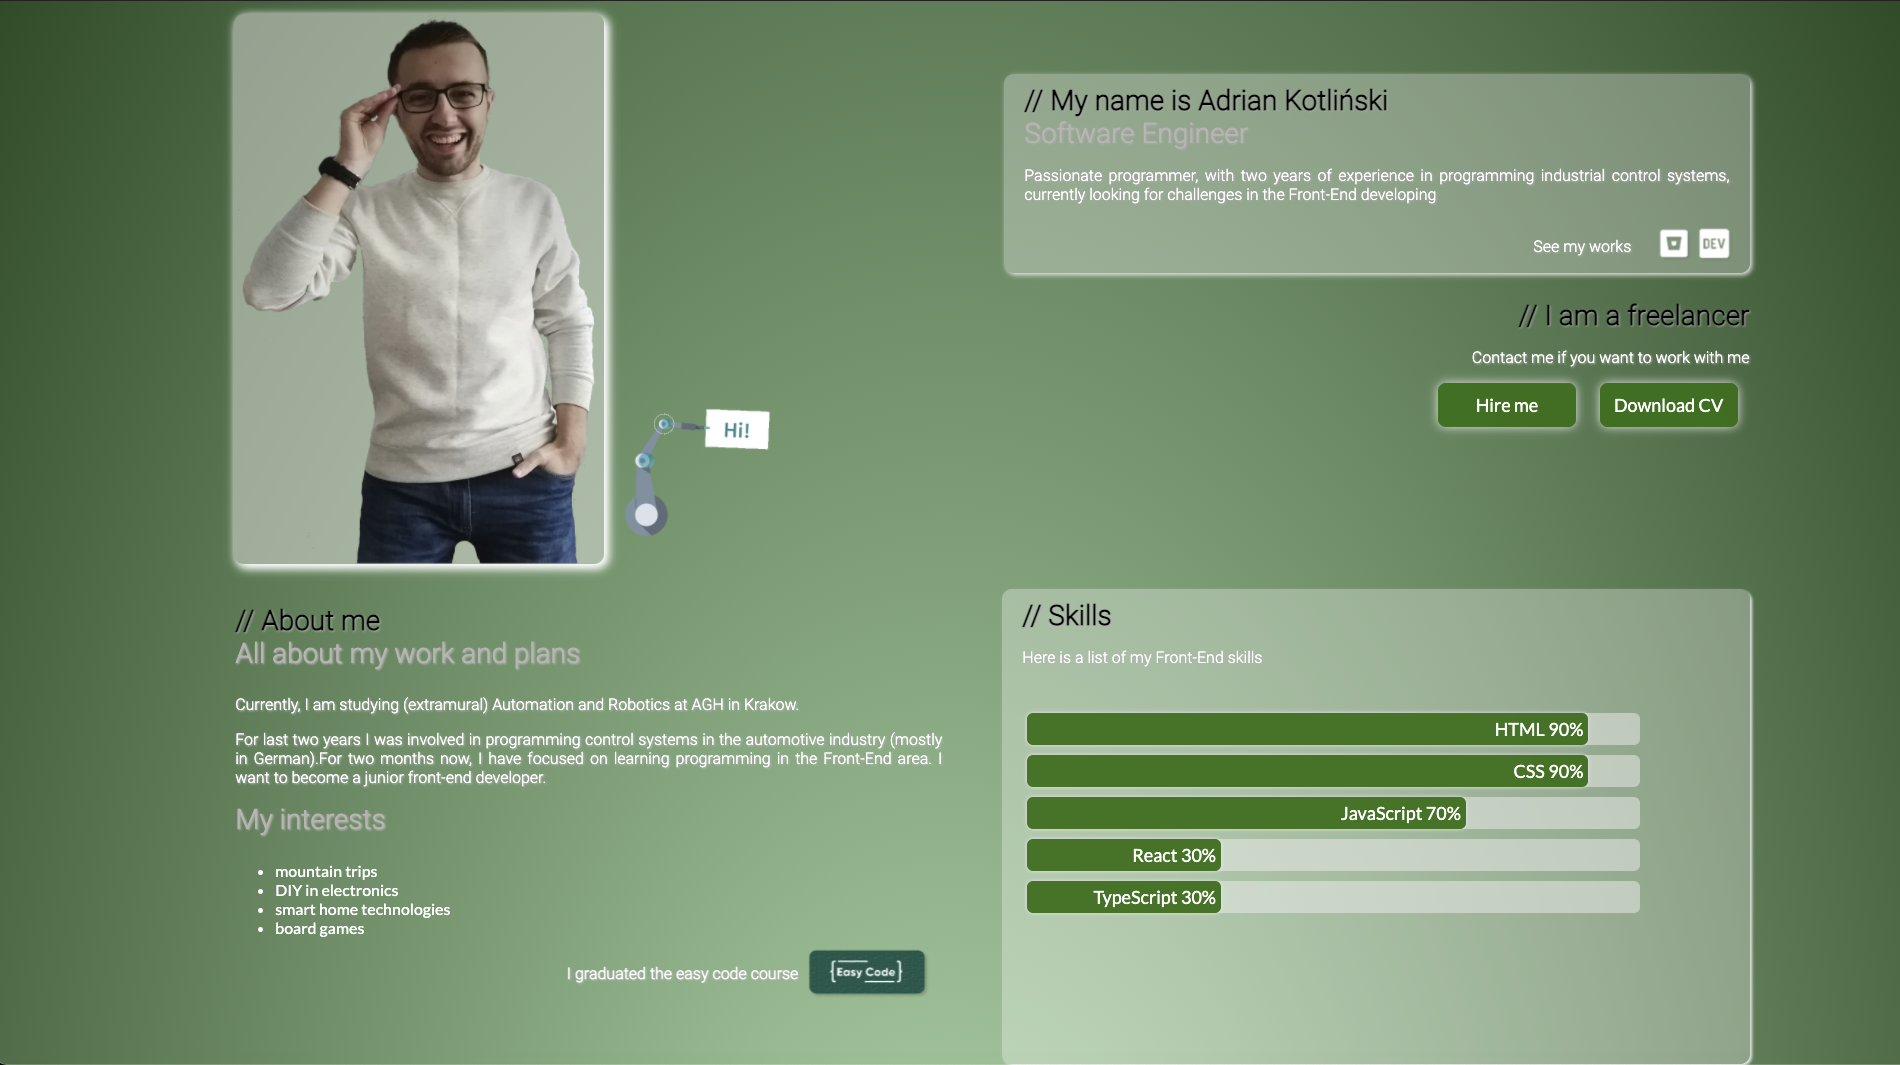 // My name is Adrian Kotliński
Software Engineer
Passionate programmer, with two years of experience in programming industrial control systems,
currently looking for challenges in the Front-End developing
See my works
DEV
// I am a freelancer
Contact me if you want to work with me
Hire me
Download CV
Hi!
// About me
All about my work and plans
Currently, I am studying (extramural) Automation and Robotics at AGH in Krakow.
For last two years I was involved in programming control systems in the automotive industry (mostly
in German).For two months now, I have focused on learning programming in the Front-End area. I
want to become a junior front-end developer.
My interests
• mountain trips
• DIY in electronics
• smart home technologies
• board games
I graduated the easy code course
{Easy Code}
// Skills
Here is a list of my Front-End skills
HTML 90%
CSS 90%
JavaScript 70%
React 30%
TypeScript 30%